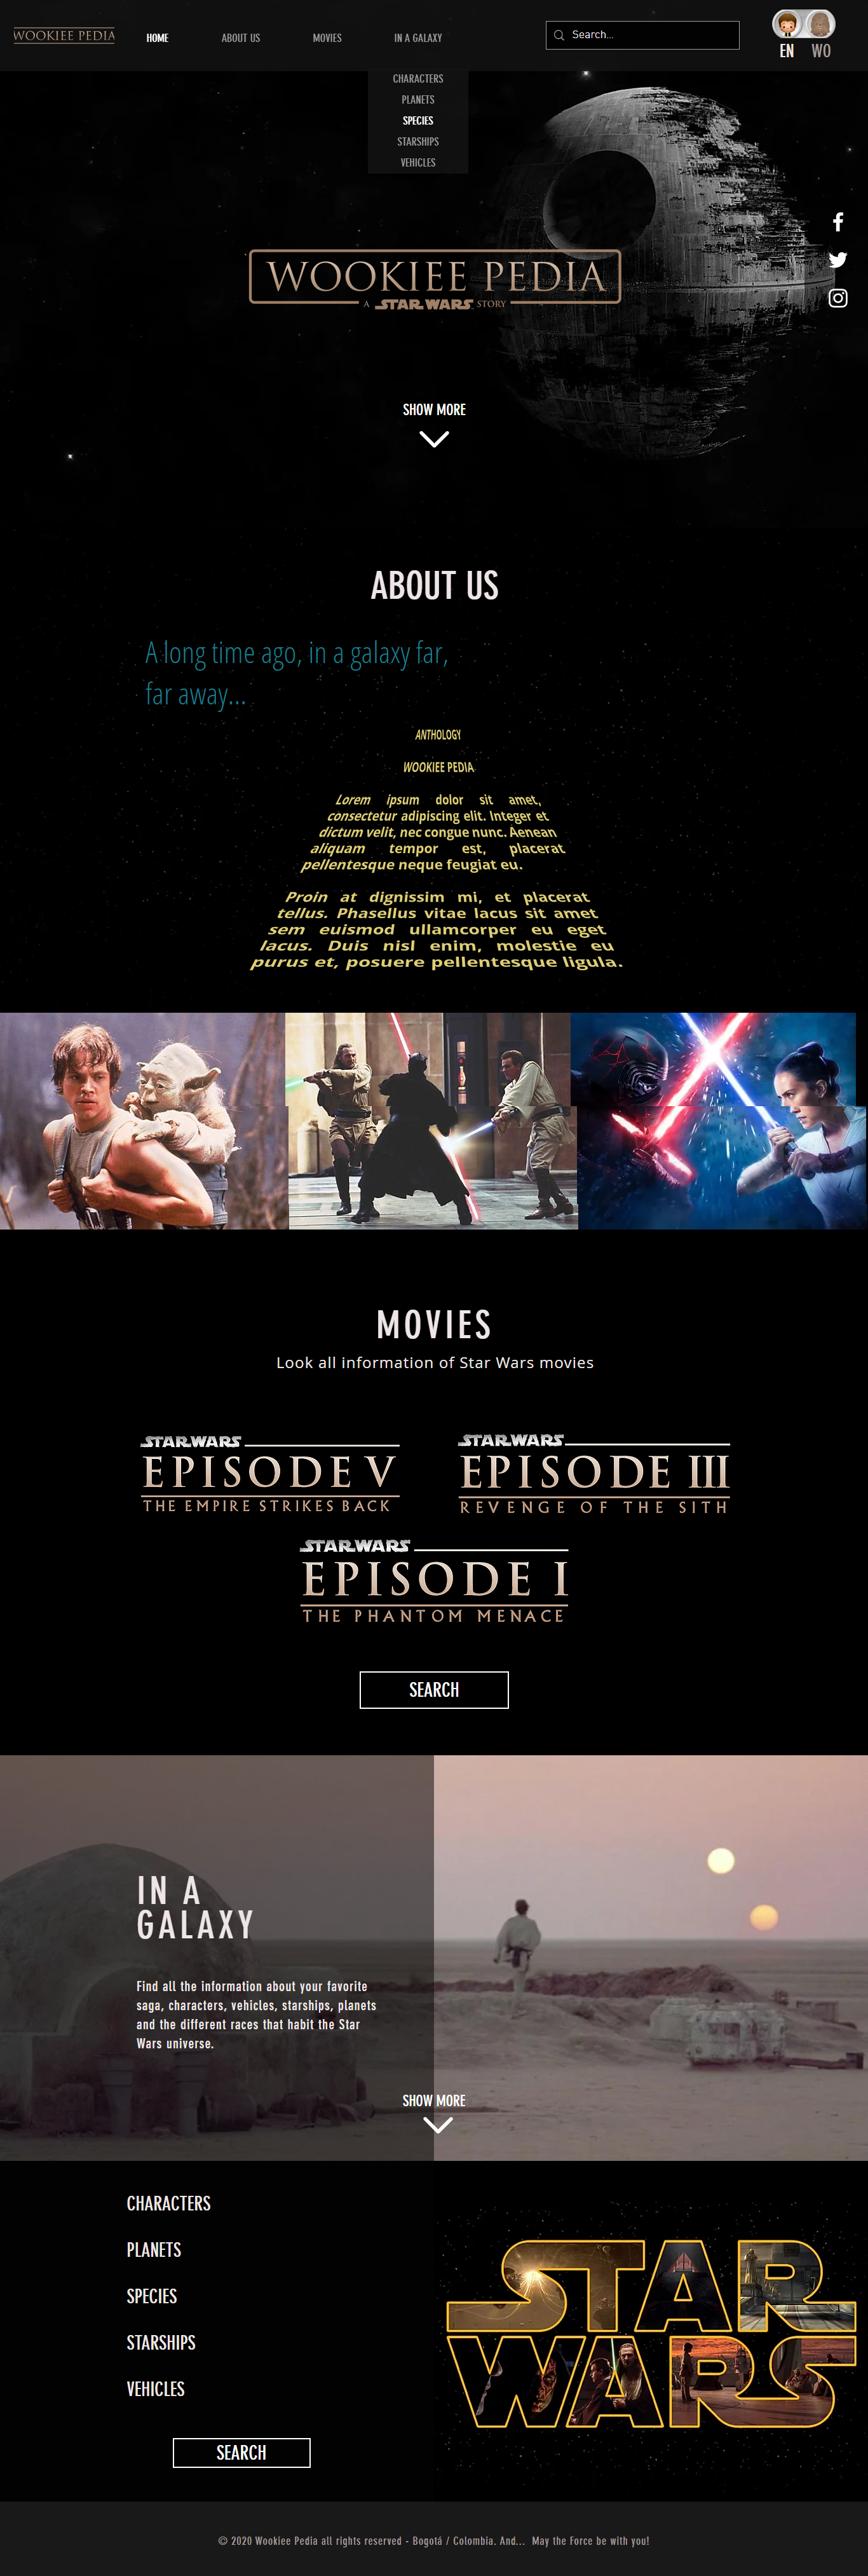 WOOKIEE PEDIA
HOME
ABOUT US
MOVIES
IN A GALAXY
Search...
EN
WO
CHARACTERS
PLANETS
SPECIES
STARSHIPS
VEHICLES
WOOKIEE PEDIA
A STAR WARS STORY
SHOW MORE
ABOUT US
A long time ago, in a galaxy far,
far away...
ANTHOLOGY
WOOKIEE PEDIA
Lorem ipsum dolor sit amet,
consectetur adipiscing elit. Integer et
dictum velit, nec congue nunc. Aenean
aliquam tempor est, placerat
pellentesque neque feugiat eu.
Proin at dignissim mi, et placerat
tellus. Phasellus vitae lacus sit amet
sem euismod ullamcorper eu eget
lacus. Duis nisl enim, molestie eu
purus et, posuere pellentesque ligula.
MOVIES
Look all information of Star Wars movies
STAR WARS
EPISODE V
THE EMPIRE STRIKES BACK
STAR WARS
EPISODE III
REVENGE OF THE SITH
STAR WARS
EPISODE I
THE PHANTOM MENACE
SEARCH
IN A
GALAXY
Find all the information about your favorite
saga, characters, vehicles, starships, planets
and the different races that habit the Star
Wars universe.
SHOW MORE
CHARACTERS
PLANETS
SPECIES
STARSHIPS
VEHICLES
SEARCH
STAR
WARS
© 2020 Wookiee Pedia all rights reserved - Bogotá / Colombia. And... May the Force be with you!